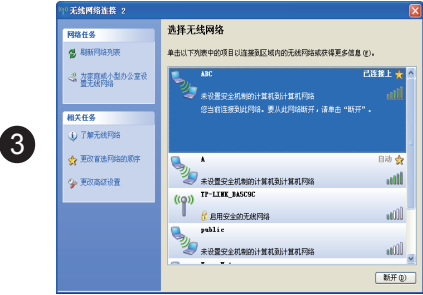 无线网络连接 2
网络任务
刷新网络列表
为家庭或小型办公室设
置无线网络
相关任务
了解无线网络
更改首选网络的顺序
更改高级设置
3
选择无线网络
单击以下列表中的项目以连接到区域内的无线网络或获得更多信息(W)。
ABC 已连接上
未设置安全机制的计算机到计算机网络
您当前连接到此网络。要从此网络断开,请单击“断开”。
A 自动
未设置安全机制的计算机到计算机网络
TP-LINK_DA5C9C
启用安全的无线网络
public
未设置安全机制的计算机到计算机网络
断开(D)